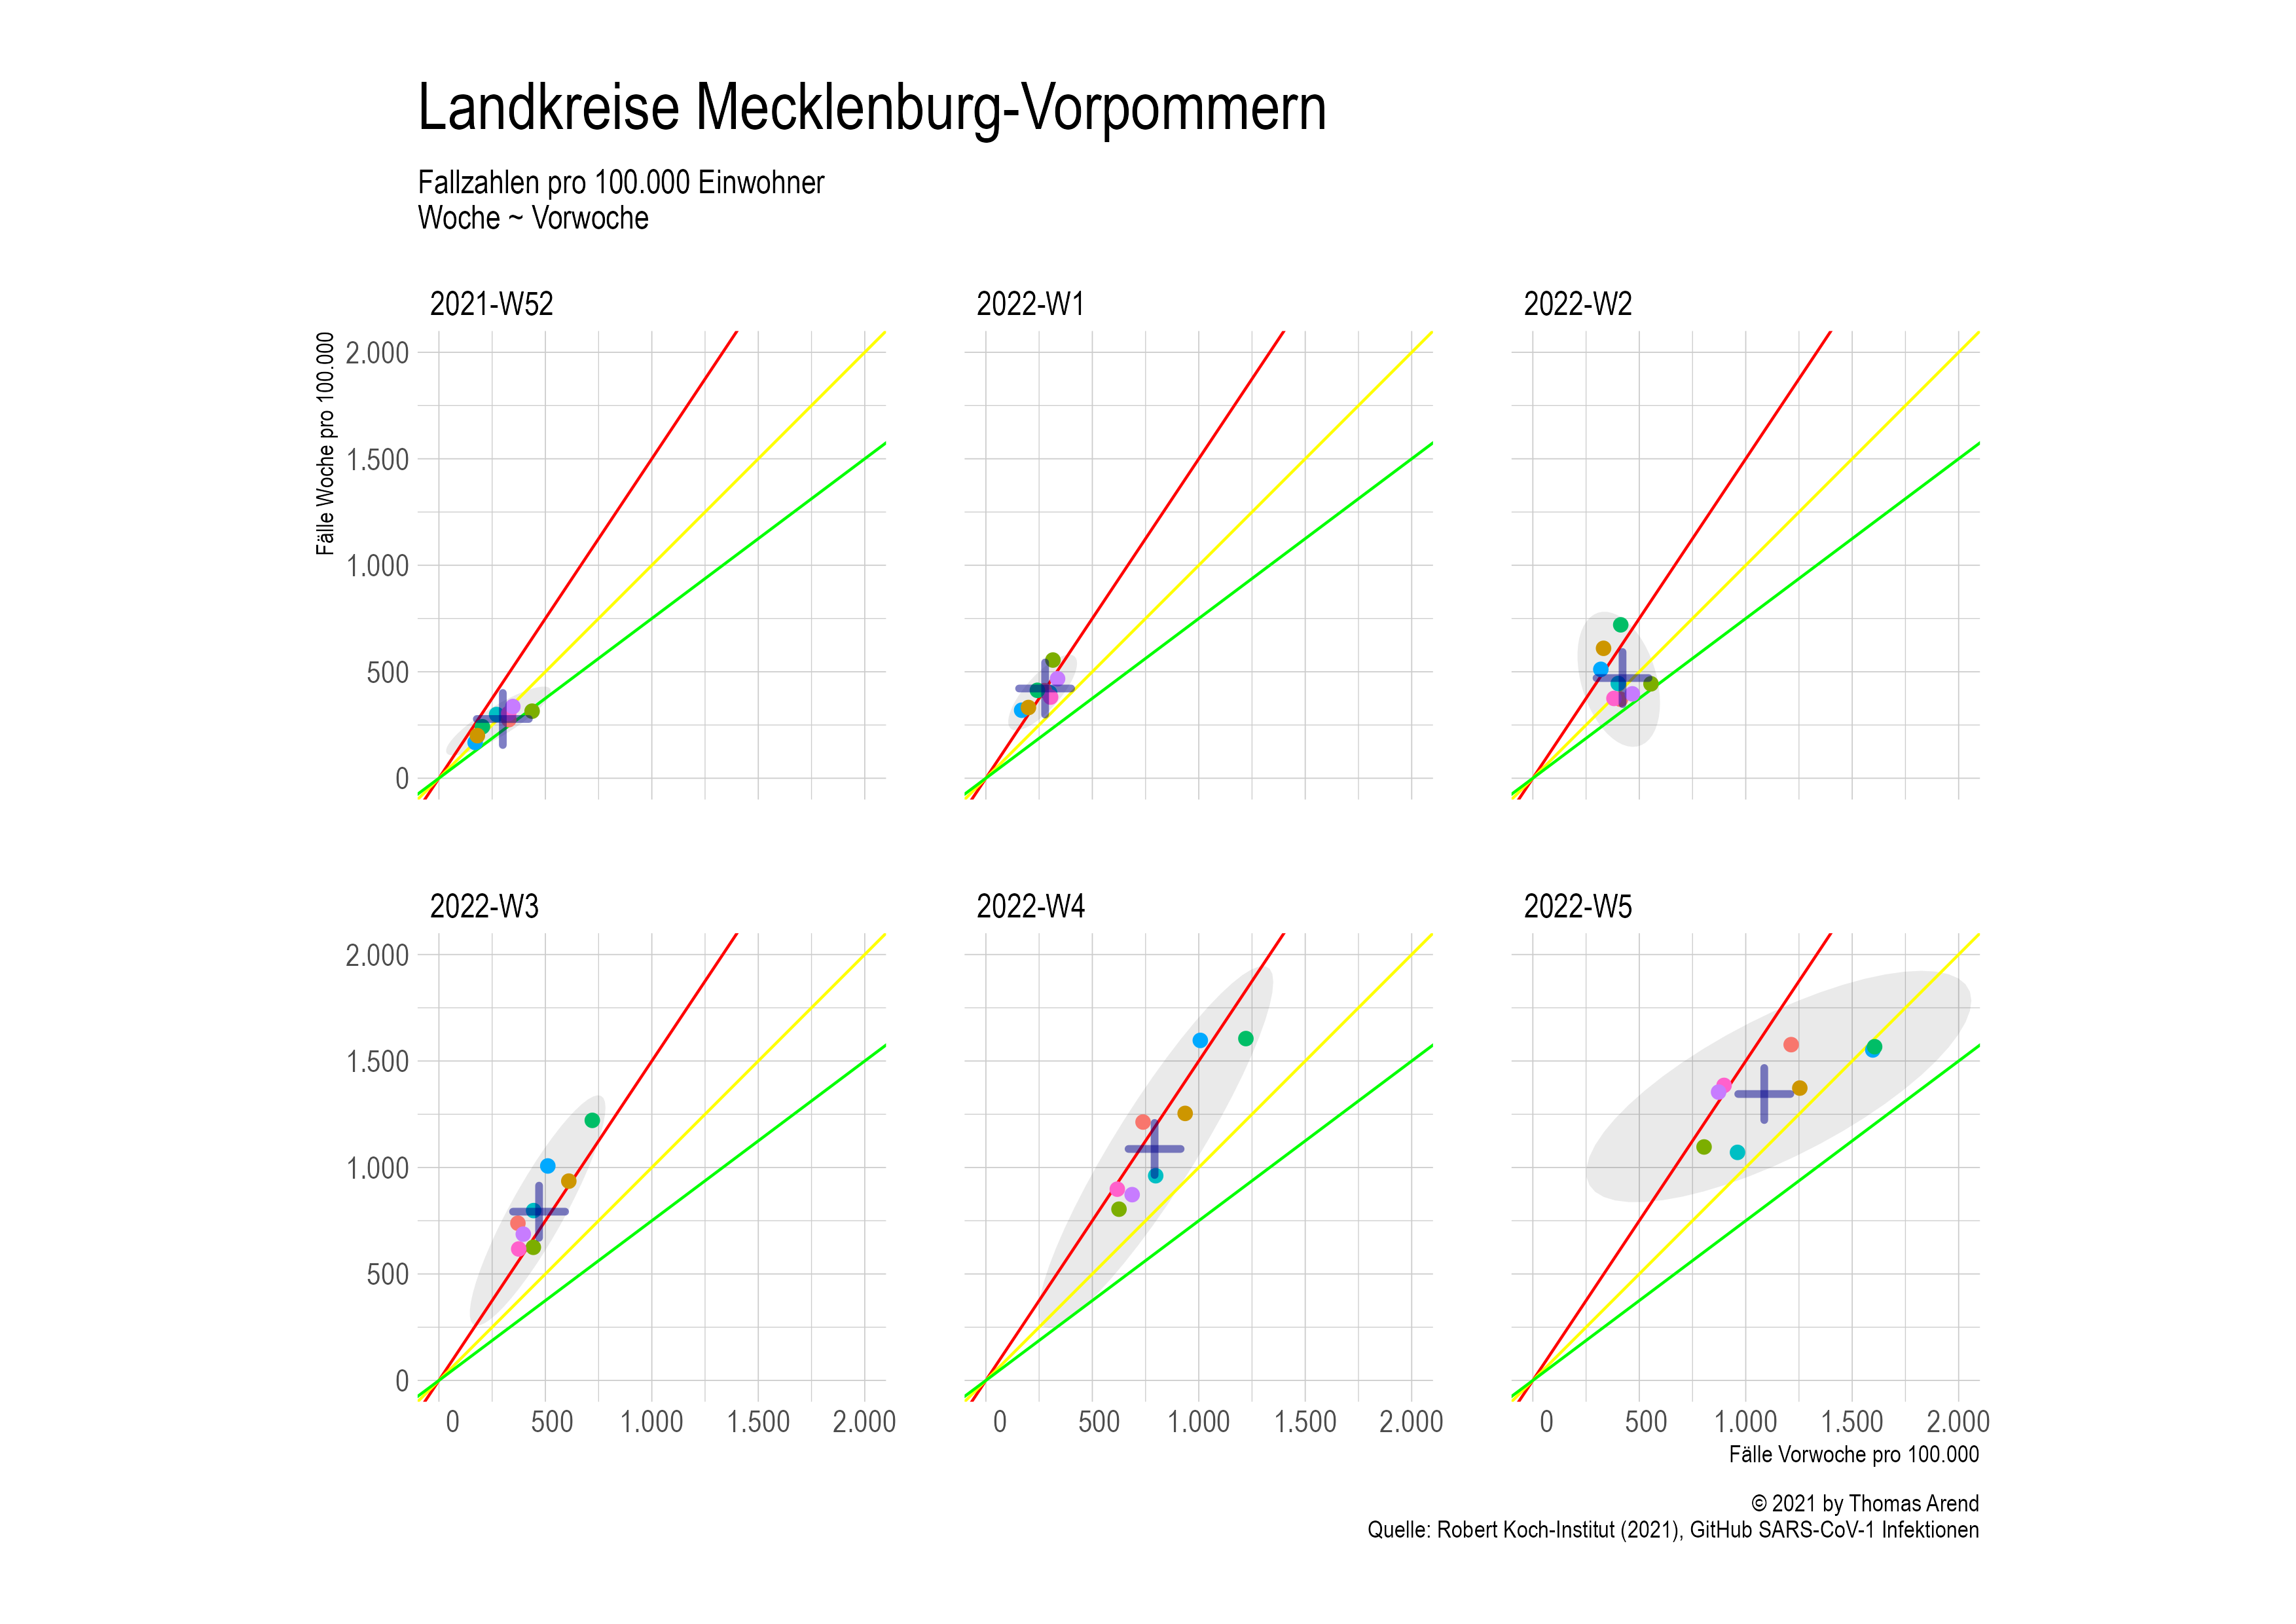 Landkreise Mecklenburg-Vorpommern
Fallzahlen pro 100.000 Einwohner
Woche ~ Vorwoche
2021-W52
2022-W1
2022-W2
Fälle Woche pro 100.000
2.000
1.500
1.000
500
0
2022-W3
2022-W4
2022-W5
2.000
1.500
1.000
500
0
0 500 1.000 1.500 2.000
0 500 1.000 1.500 2.000
0 500 1.000 1.500 2.000
Fälle Vorwoche pro 100.000
© 2021 by Thomas Arend
Quelle: Robert Koch-Institut (2021), GitHub SARS-CoV-1 Infektionen